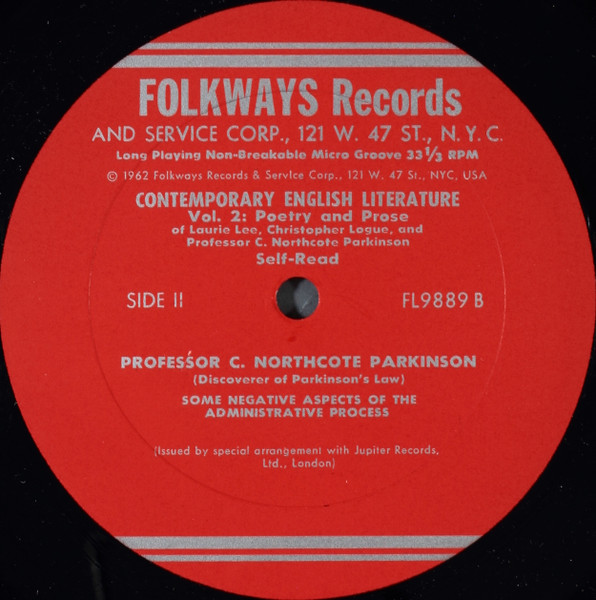 FOLKWAYS Records
AND SERVICE CORP., 121 W. 47 ST., N.Y.C.
Long Playing Non-Breakable Micro Groove 33 1/3 RPM
© 1962 Folkways Records & Service Corp., 121 W. 47 St., NYC, USA
CONTEMPORARY ENGLISH LITERATURE
Vol. 2: Poetry and Prose
of Laurie Lee, Christopher Logue, and
Professor C. Northcote Parkinson
Self-Read
SIDE II FL9889 B
PROFESSOR C. NORTHCOTE PARKINSON
(Discoverer of Parkinson's Law)
SOME NEGATIVE ASPECTS OF THE
ADMINISTRATIVE PROCESS
(Issued by special arrangement with Jupiter Records,
Ltd., London)